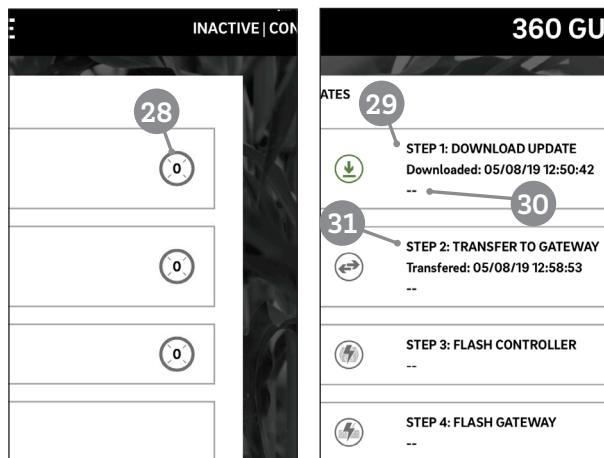 E
INACTIVE | CON
28
0
0
0
360 GU
ATES
29
STEP 1: DOWNLOAD UPDATE
Downloaded: 05/08/19 12:50:42
--
30
31
STEP 2: TRANSFER TO GATEWAY
Transfered: 05/08/19 12:58:53
--
STEP 3: FLASH CONTROLLER
--
STEP 4: FLASH GATEWAY
--